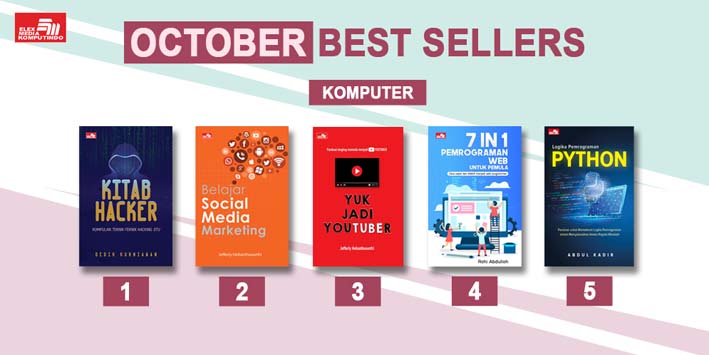 ELEX
MEDIA
KOMPUTINDO
OCTOBER BEST SELLERS
KOMPUTER
KITAB
HACKER
KUMPULAN TEKNIK-TEKNIK HACKING JITU
DEDIK KURNIAWAN
1
Belajar
Social
Media
Marketing
Jefferly Helianthusonfri
2
YOUTUBER
YUK
JADI
YOUTUBER
Jefferly Helianthusonfri
3
7 IN 1
PEMROGRAMAN
WEB
UNTUK PEMULA
Rohi Abdulloh
4
Logika Pemrograman
PYTHON
ABDUL KADIR
5